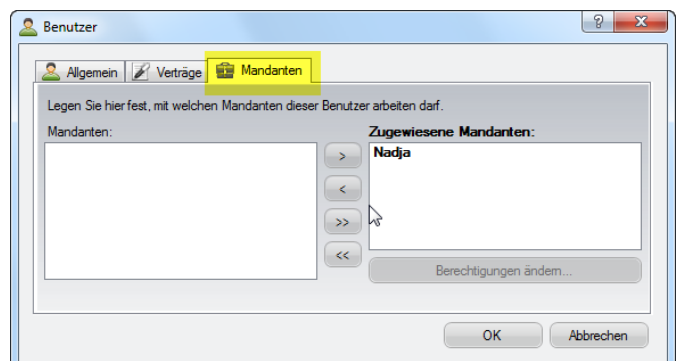 Benutzer
?
X
Allgemein
Verträge
Mandanten
Legen Sie hier fest, mit welchen Mandanten dieser Benutzer arbeiten darf.
Mandanten:
Zugewiesene Mandanten:
Nadja
>
<
>>
<<
Berechtigungen ändern...
OK
Abbrechen